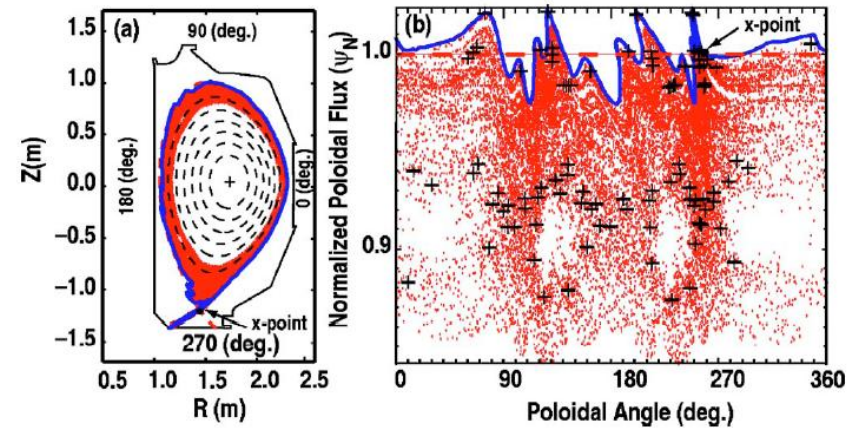 (a)
90 (deg.)
180 (deg.)
0 (deg.)
x-point
270 (deg.)
Z(m)
1.5
1.0
0.5
0.0
−0.5
−1.0
−1.5
0.5 1.0 1.5 2.0 2.5
R (m)
(b)
x-point
Normalized Poloidal Flux (ψN)
1.0
0.9
0 90 180 270 360
Poloidal Angle (deg.)